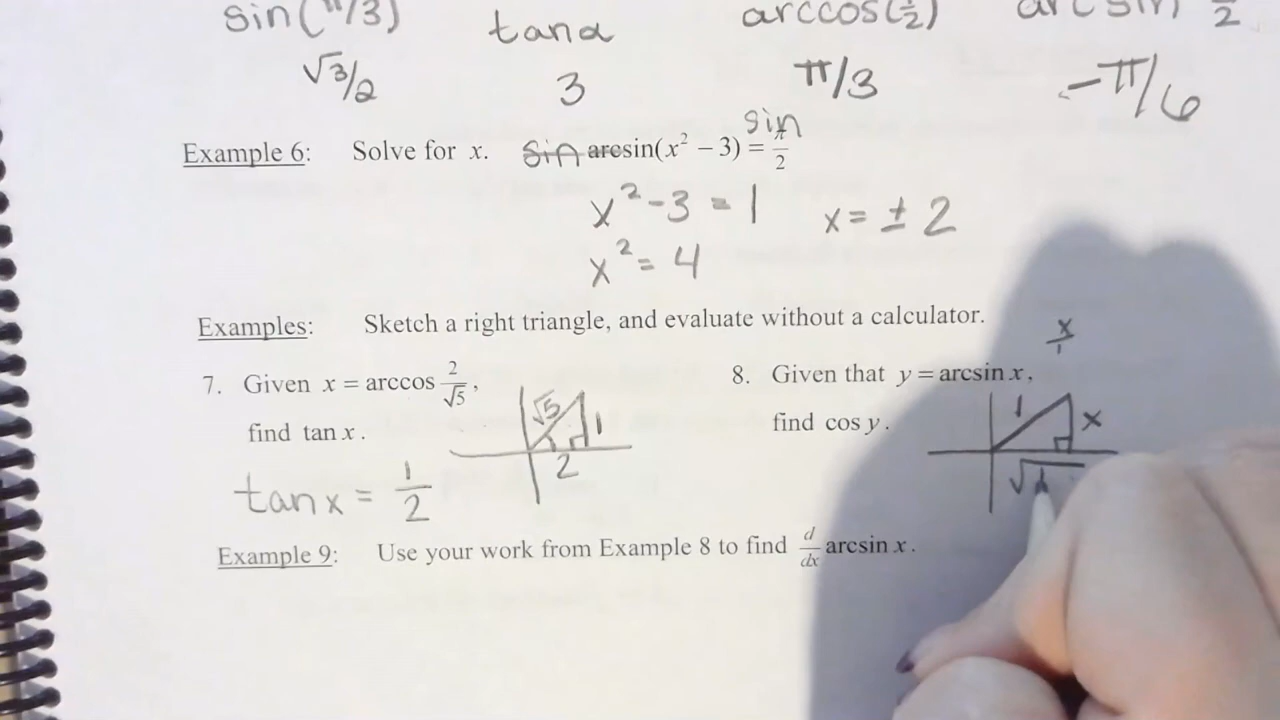 sin(π/3) tanα arccos(½) arcsin
√3/2 3 π/3 -π/6
Example 6: Solve for x. sin arcsin(x² – 3) = sin π/2
x² - 3 = 1 x = ± 2
x² = 4
Examples: Sketch a right triangle, and evaluate without a calculator.
x/1
7. Given x = arccos 2/√5, 8. Given that y = arcsin x,
√5 1 2 1 x
find tan x. find cos y.
tan x = 1/2
Example 9: Use your work from Example 8 to find d/dx arcsin x.